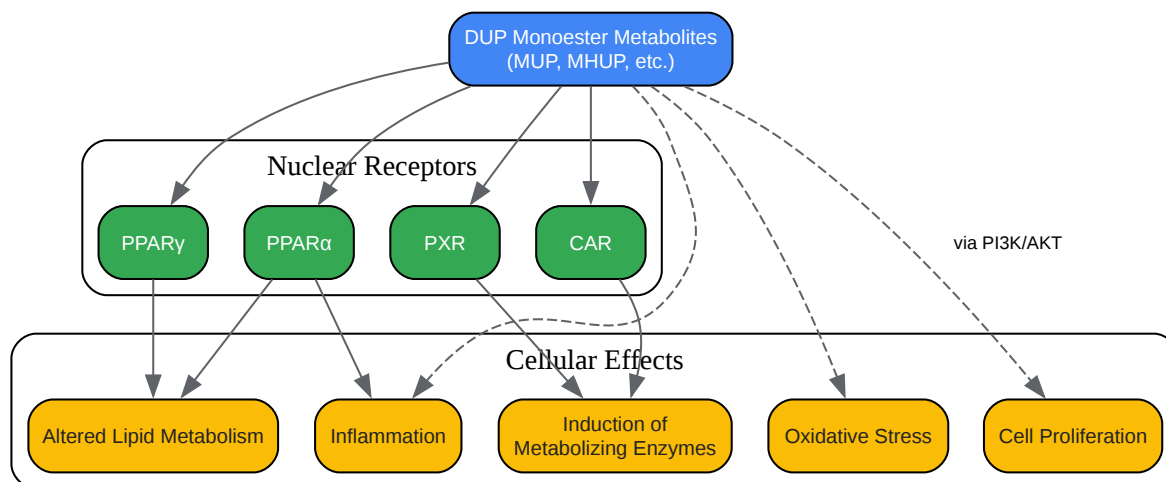 DUP Monoester Metabolites
(MUP, MHUP, etc.)
Nuclear Receptors
PPARγ
PPARα
PXR
CAR
via PI3K/AKT
Cellular Effects
Altered Lipid Metabolism
Inflammation
Induction of
Metabolizing Enzymes
Oxidative Stress
Cell Proliferation